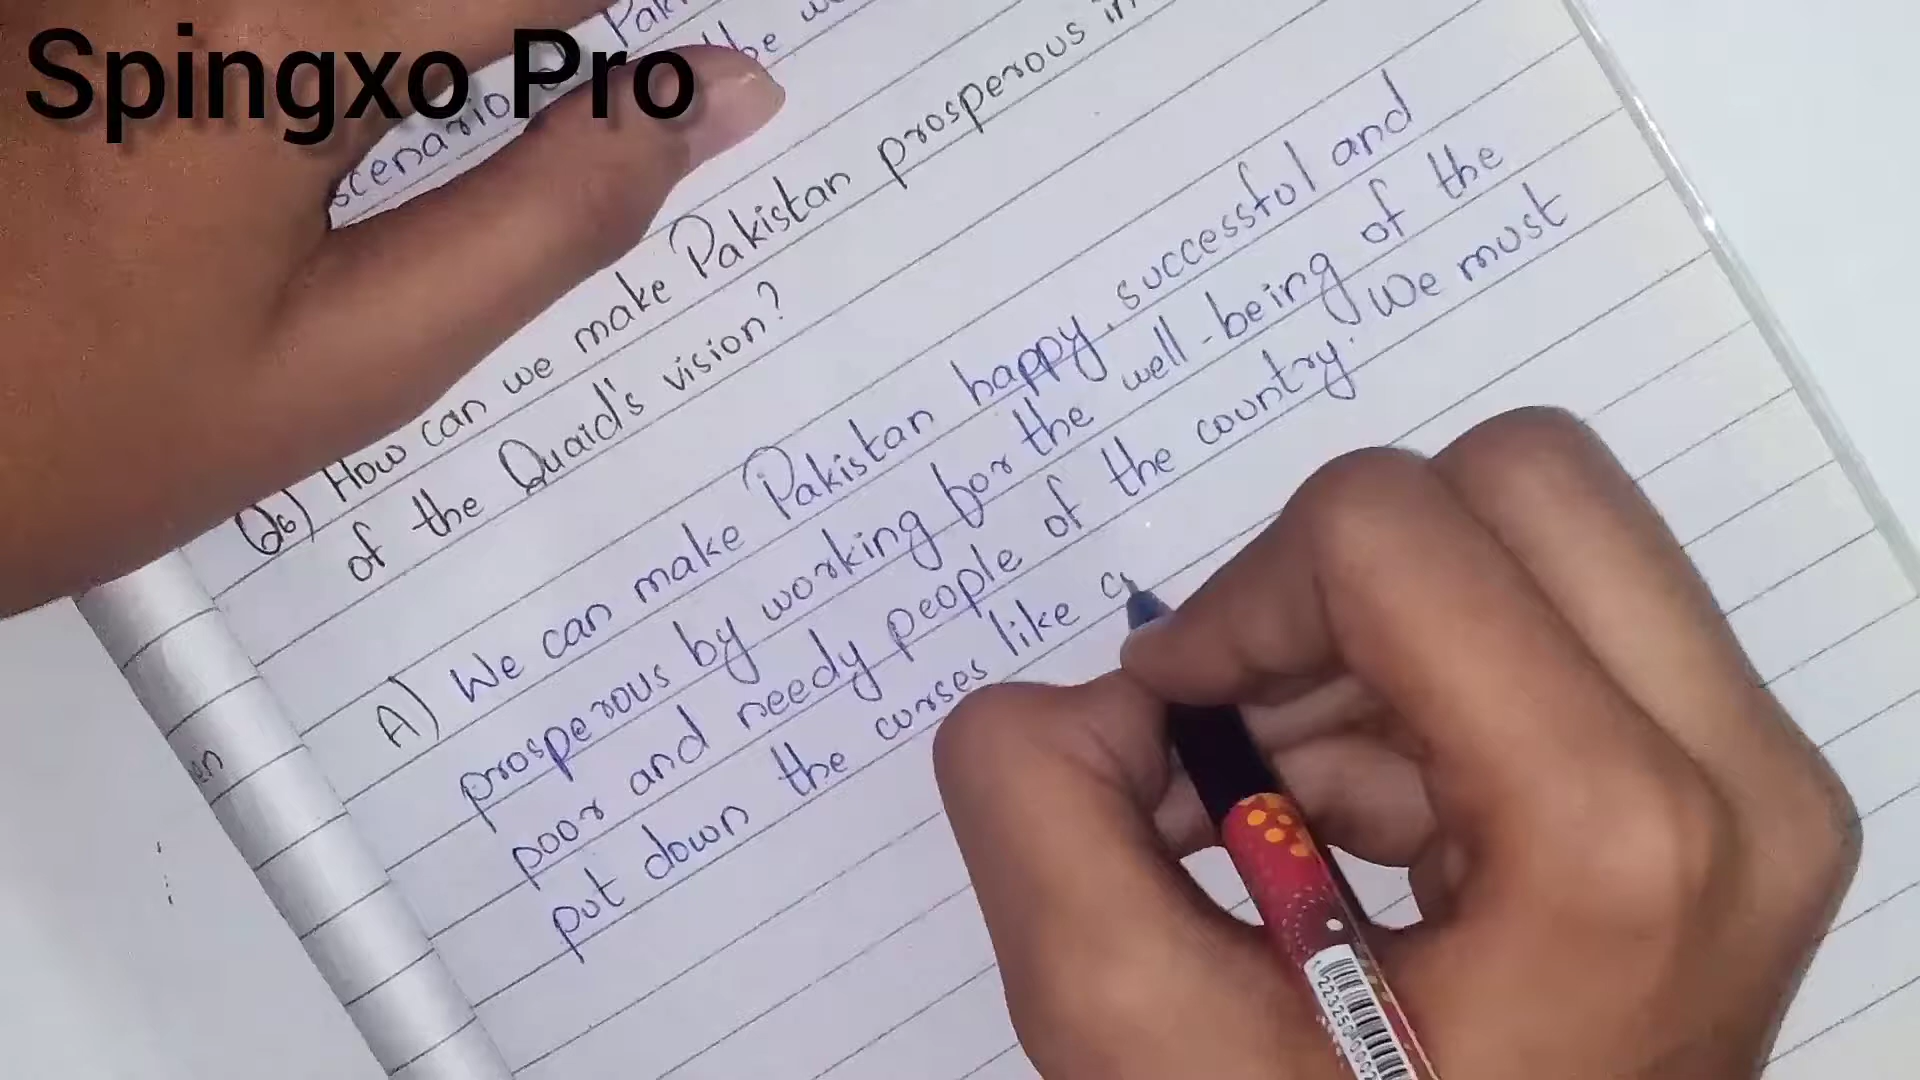 Spingxo Pro
scenario
the
Q6) How can we make Pakistan prosperous in
of the Quaid's vision?
A) We can make Pakistan happy, successful and
prosperous by working for the well-being of the
poor and needy people of the country. We must
put down the curses like
en